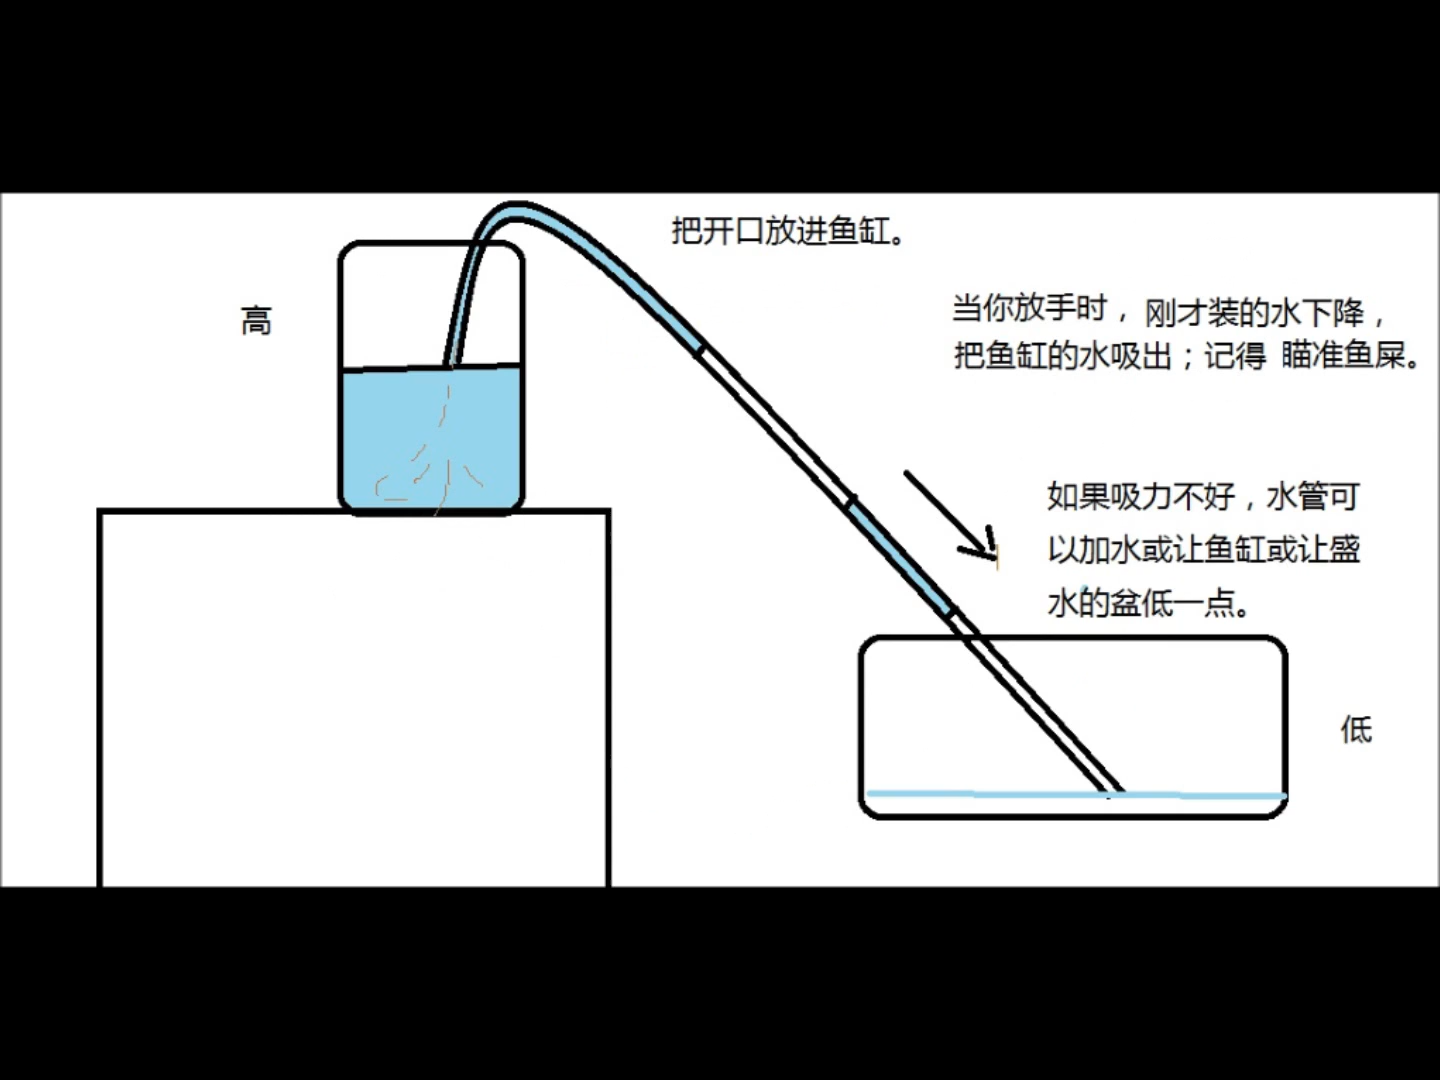 把开口放进鱼缸。
高
当你放手时，刚才装的水下降，
把鱼缸的水吸出；记得 瞄准鱼屎。
如果吸力不好，水管可
以加水或让鱼缸或让盛
水的盆低一点。
低